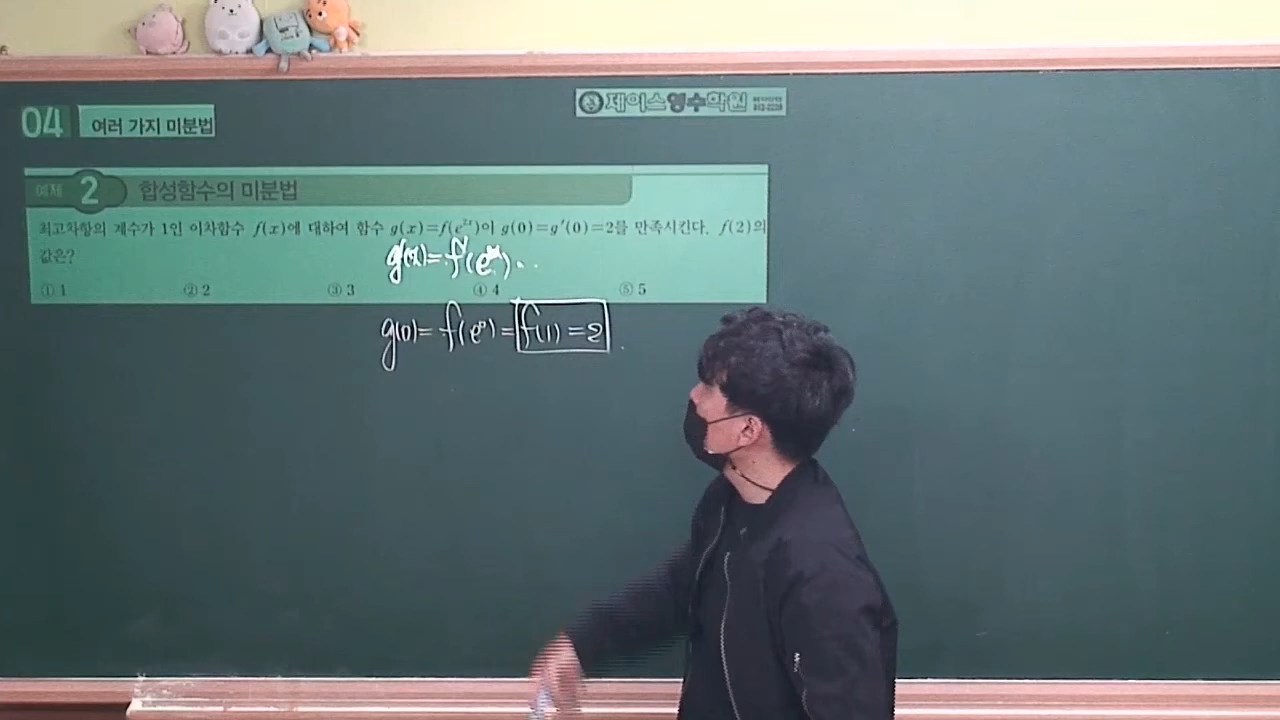 제이스영수학원
04 여러 가지 미분법
예제 2 합성함수의 미분법
최고차항의 계수가 1인 이차함수 f(x)에 대하여 함수 g(x)=f(e²ˣ)이 g(0)=g'(0)=2를 만족시킨다. f(2)의
값은?
g'(x)=f'(e²ˣ)...
① 1 ② 2 ③ 3 ④ 4 ⑤ 5
g(0)=f(e⁰)=f(1)=2